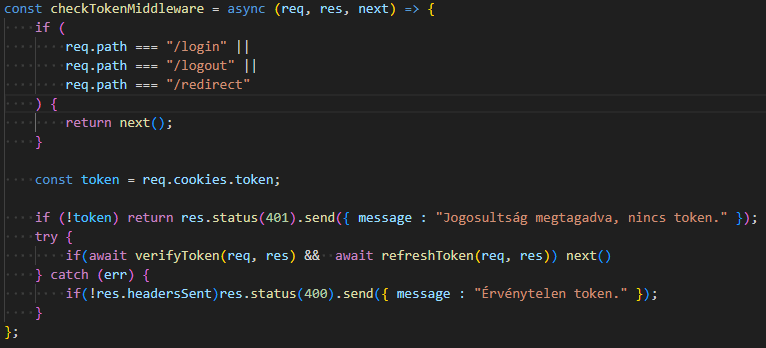 const checkTokenMiddleware = async (req, res, next) => {
    if (
        req.path === "/login" ||
        req.path === "/logout" ||
        req.path === "/redirect"
    ) {
        return next();
    }

    const token = req.cookies.token;

    if (!token) return res.status(401).send({ message : "Jogosultság megtagadva, nincs token." });
    try {
        if(await verifyToken(req, res) &&  await refreshToken(req, res)) next()
    } catch (err) {
        if(!res.headersSent)res.status(400).send({ message : "Érvénytelen token." });
    }
};